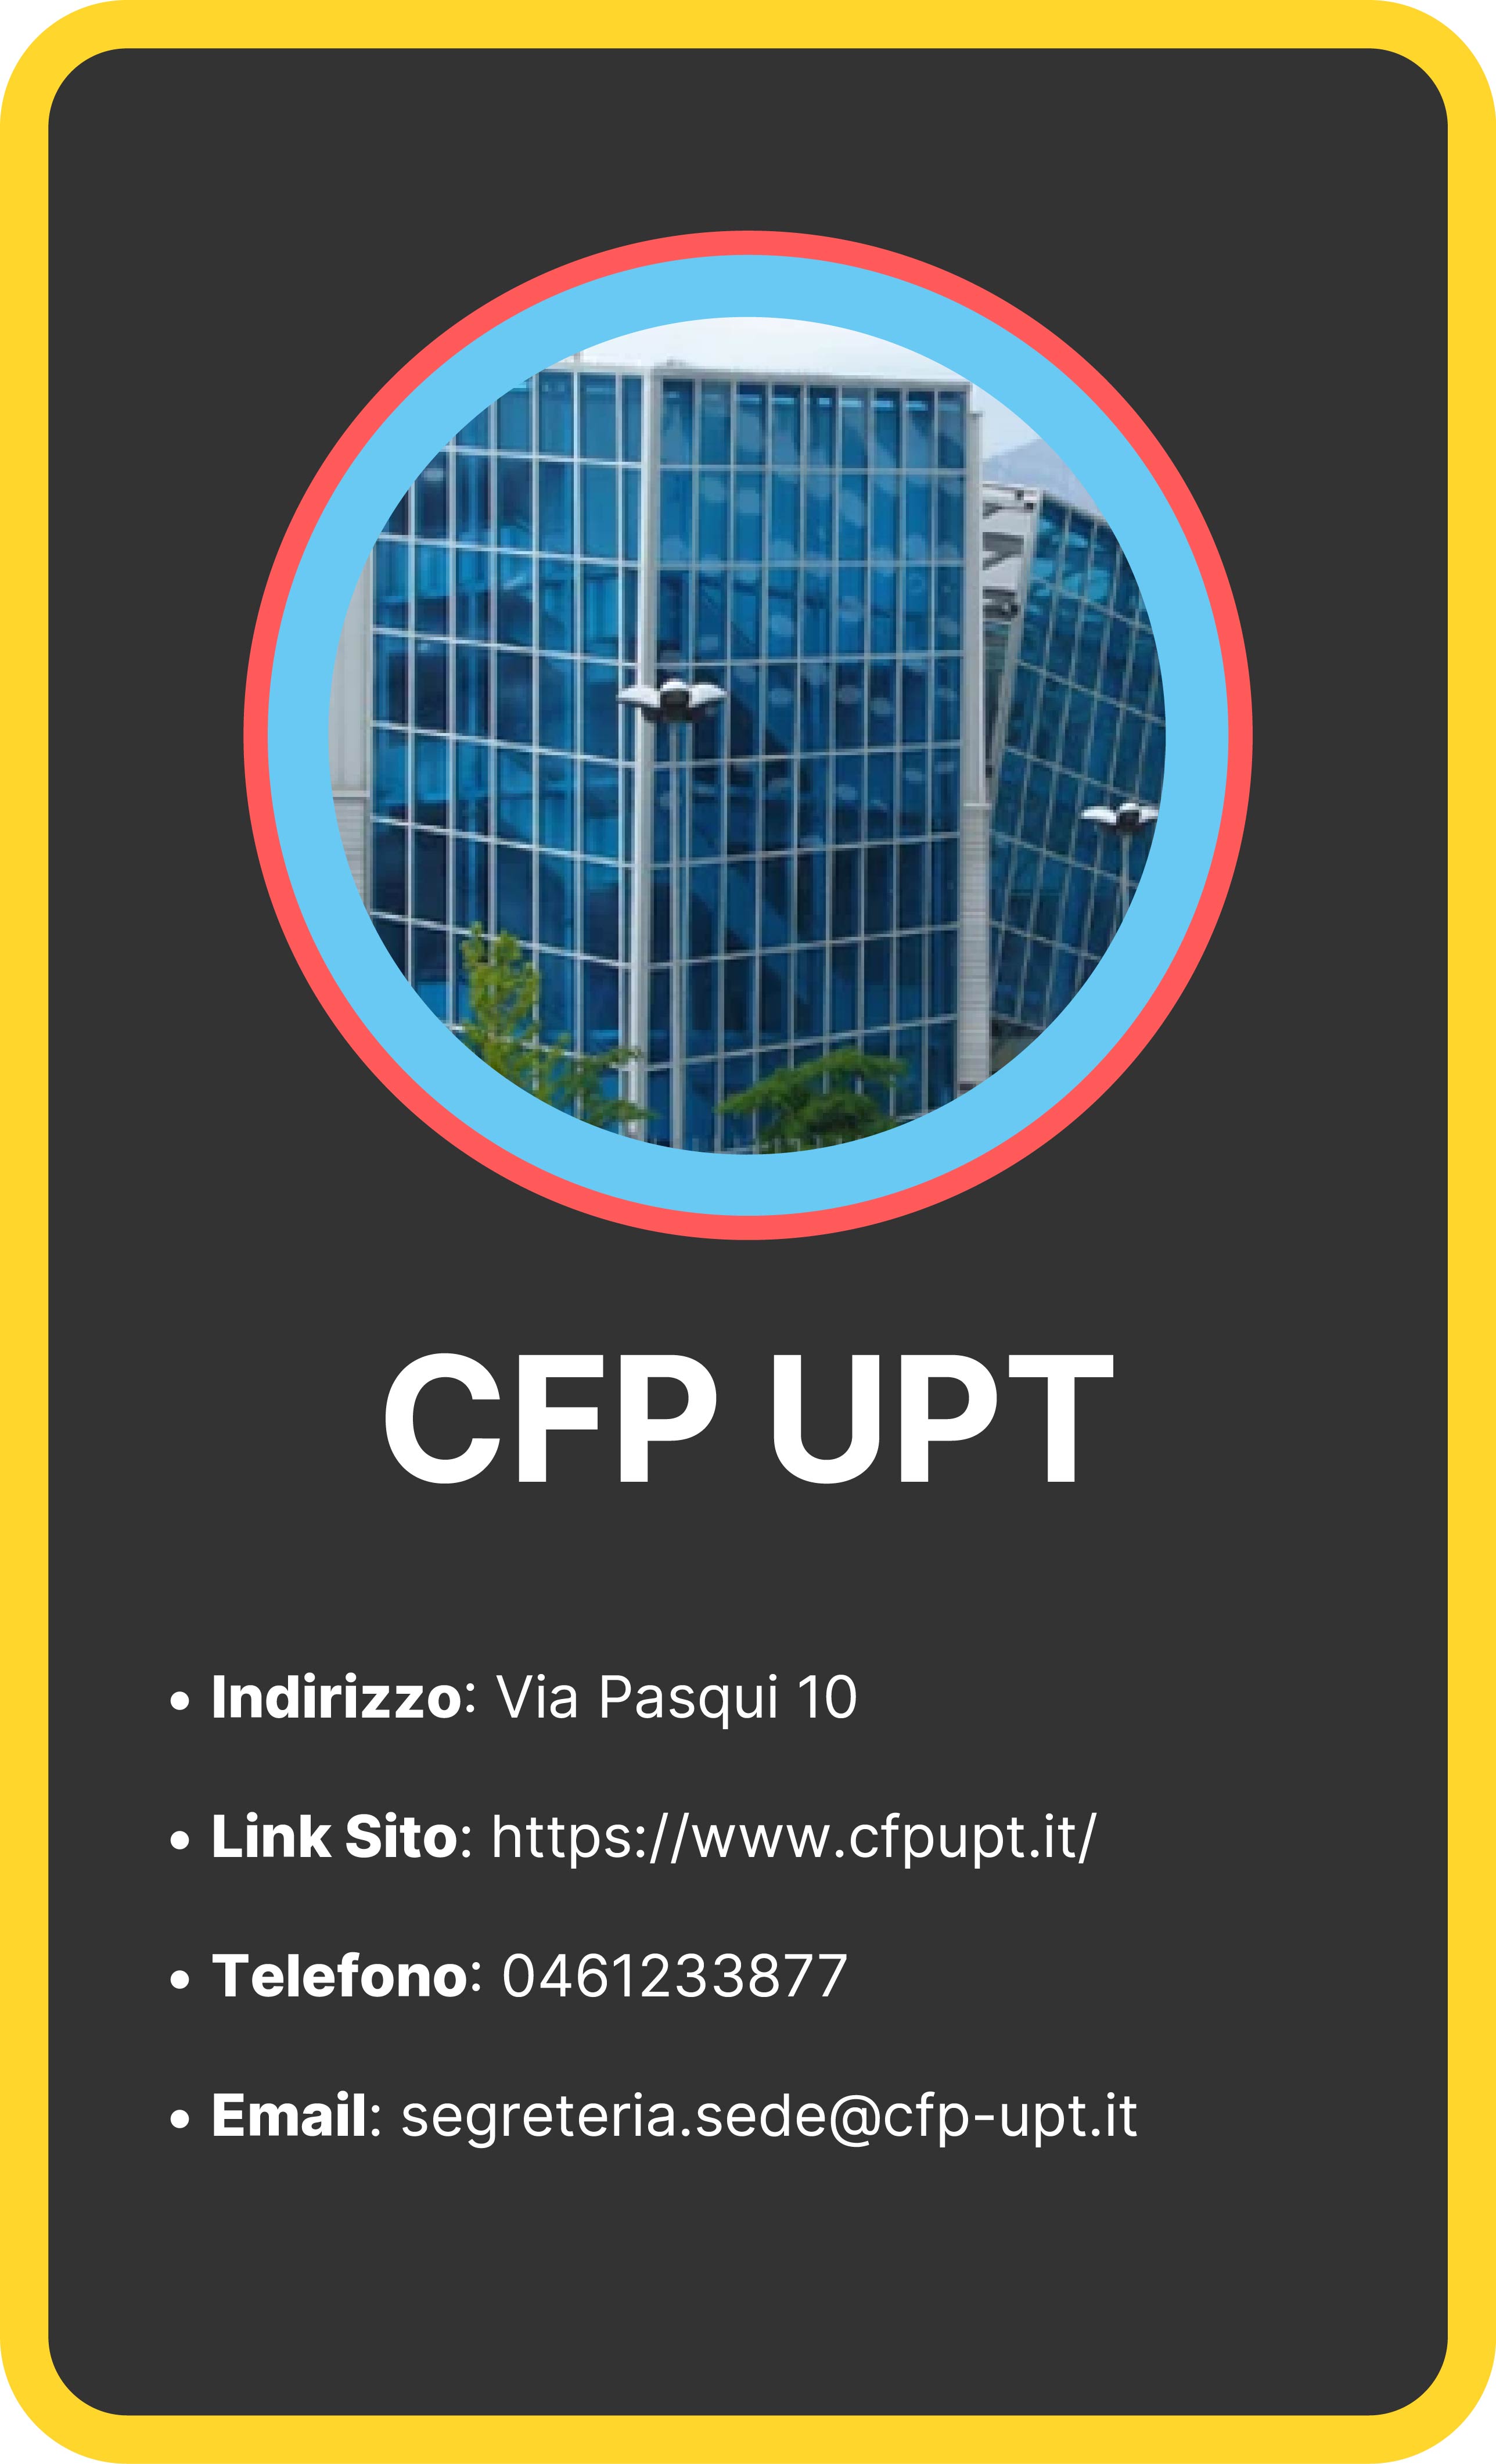 CFP UPT
• Indirizzo: Via Pasqui 10
• Link Sito: https://www.cfpupt.it/
• Telefono: 0461233877
• Email: segreteria.sede@cfp-upt.it